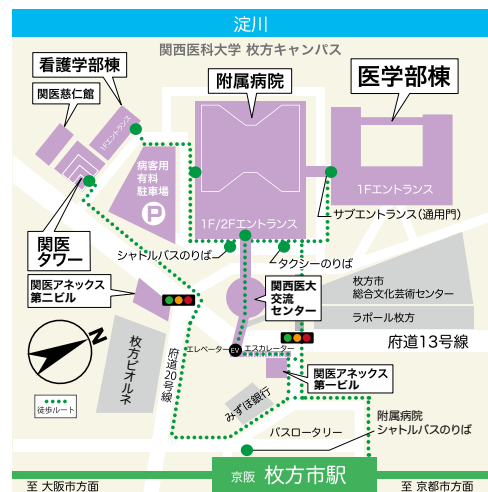 淀川
関西医科大学 枚方キャンパス
看護学部棟
関医慈仁館
附属病院
医学部棟
1Fエントランス
病客用
有料
駐車場
P
1Fエントランス
1F/2Fエントランス
サブエントランス(通用門)
関医
タワー
シャトルバスのりば
タクシーのりば
関医アネックス
第二ビル
関西医大
交流
センター
枚方市
総合文化芸術センター
ラポール枚方
府道13号線
N
枚方ビオルネ
府道20号線
エレベーター
EV
エスカレーター
関医アネックス
第一ビル
徒歩ルート
みずほ銀行
バスロータリー
附属病院
シャトルバスのりば
京阪 枚方市駅
至 大阪市方面
至 京都市方面